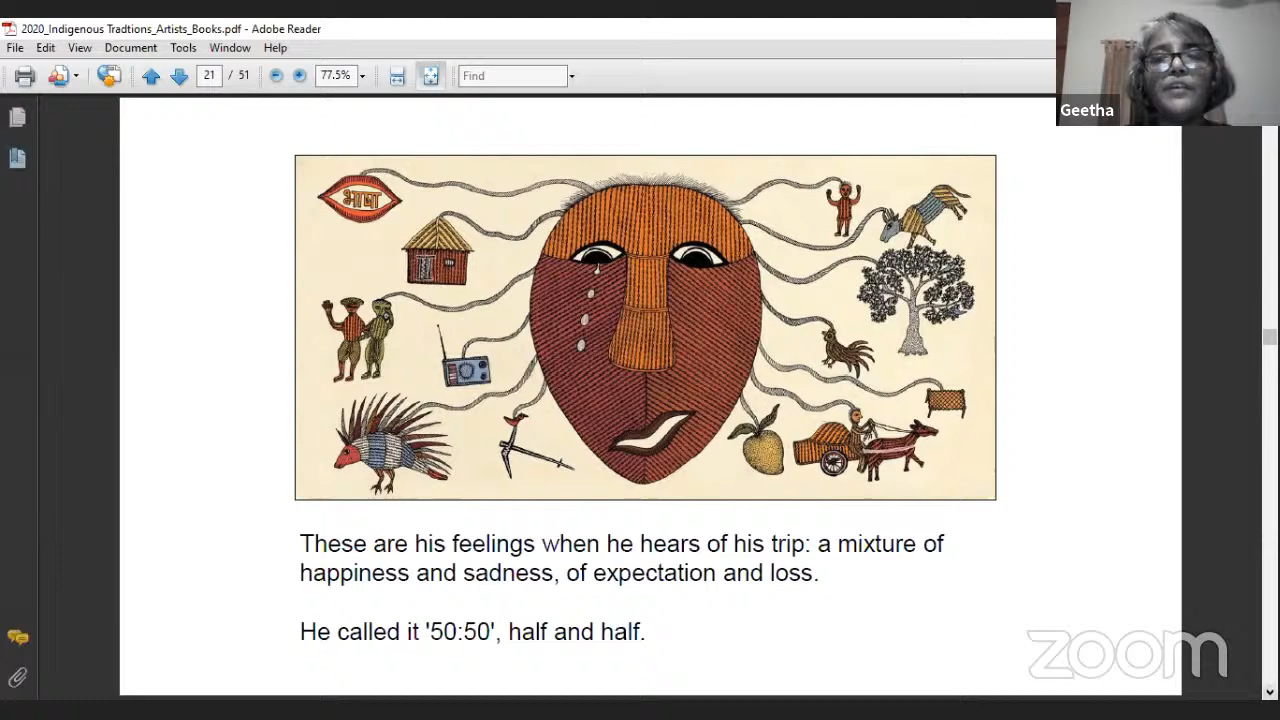 2020_Indigenous Tradtions_Artists_Books.pdf - Adobe Reader
File Edit View Document Tools Window Help
21 / 51 77.5% Find
Geetha
भाषा
These are his feelings when he hears of his trip: a mixture of
happiness and sadness, of expectation and loss.
He called it '50:50', half and half.
zoom